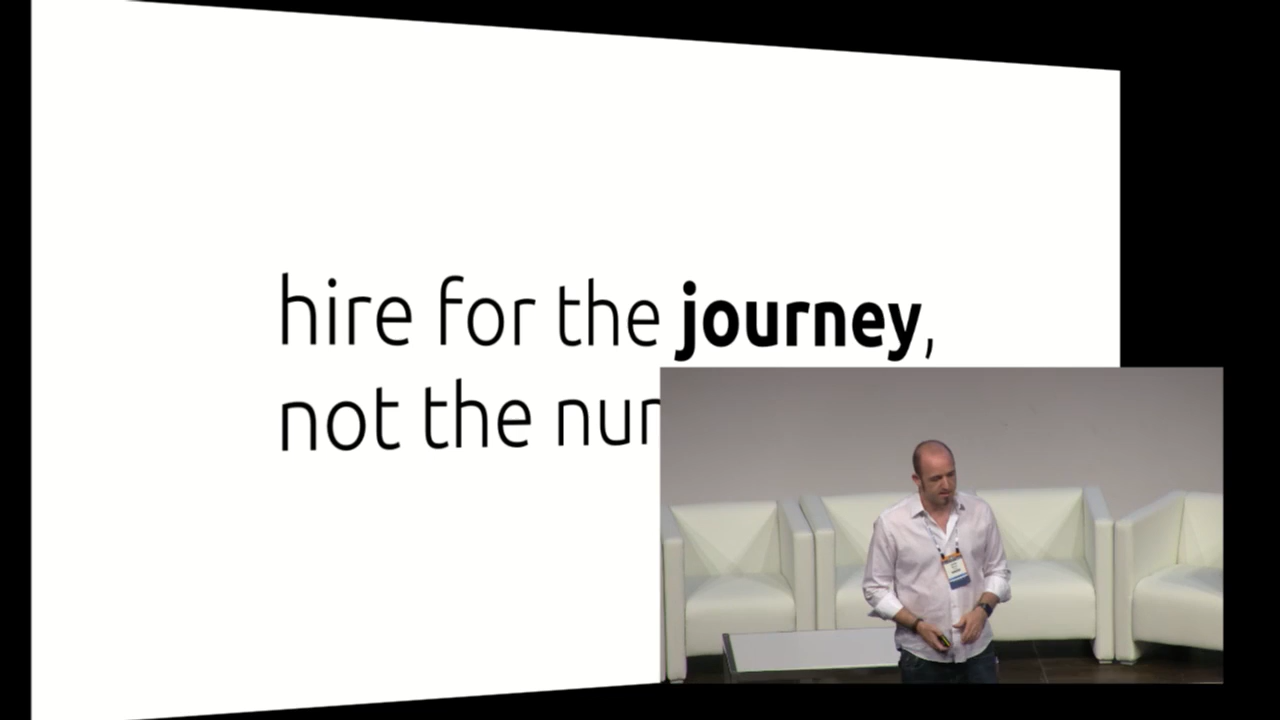 hire for the journey,
not the